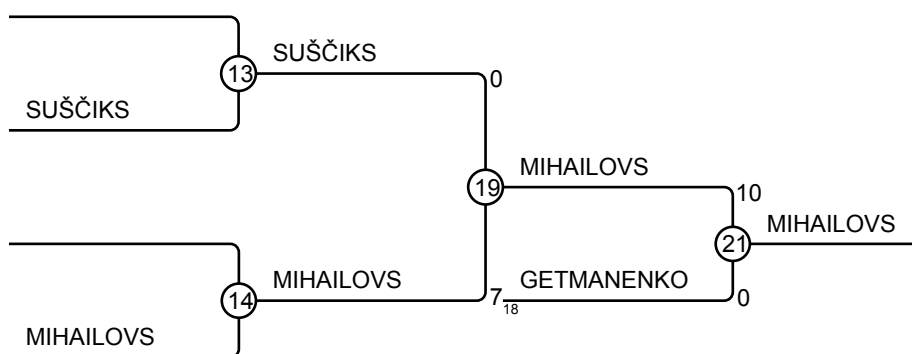 SUŠČIKS
0
13
SUŠČIKS
MIHAILOVS
19
10
MIHAILOVS
21
MIHAILOVS
7
18
GETMANENKO
0
14
MIHAILOVS